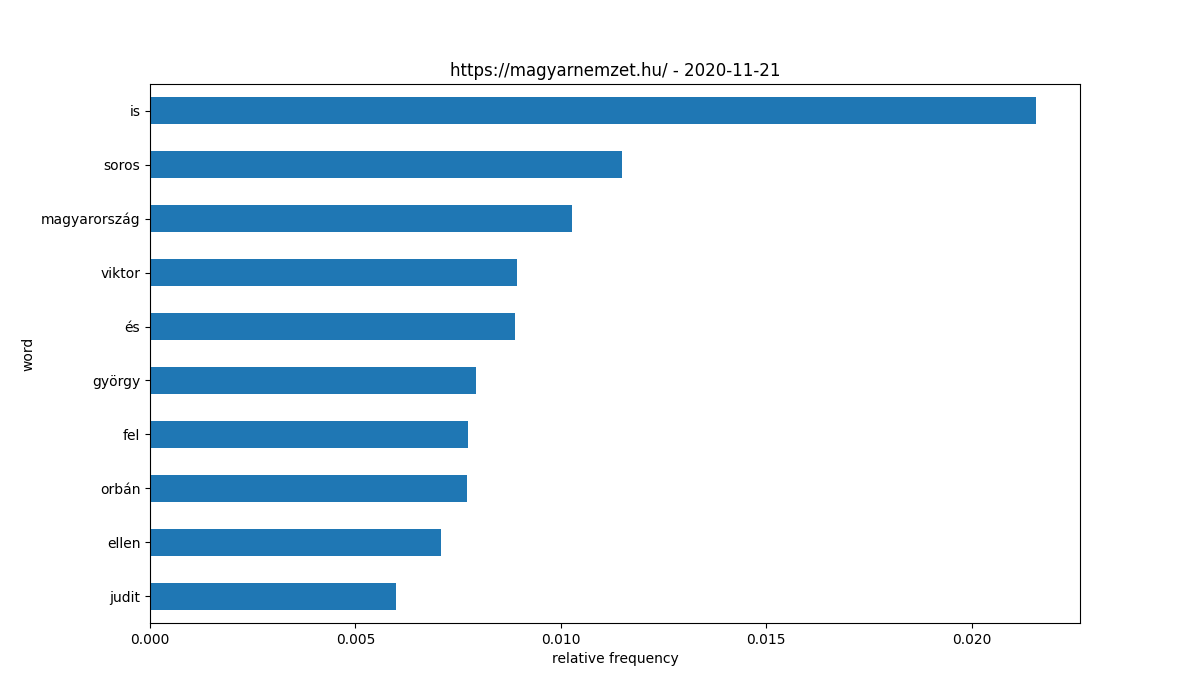 https://magyarnemzet.hu/ - 2020-11-21
is
soros
magyarország
viktor
és
györgy
fel
orbán
ellen
judit
word
0.000 0.005 0.010 0.015 0.020
relative frequency